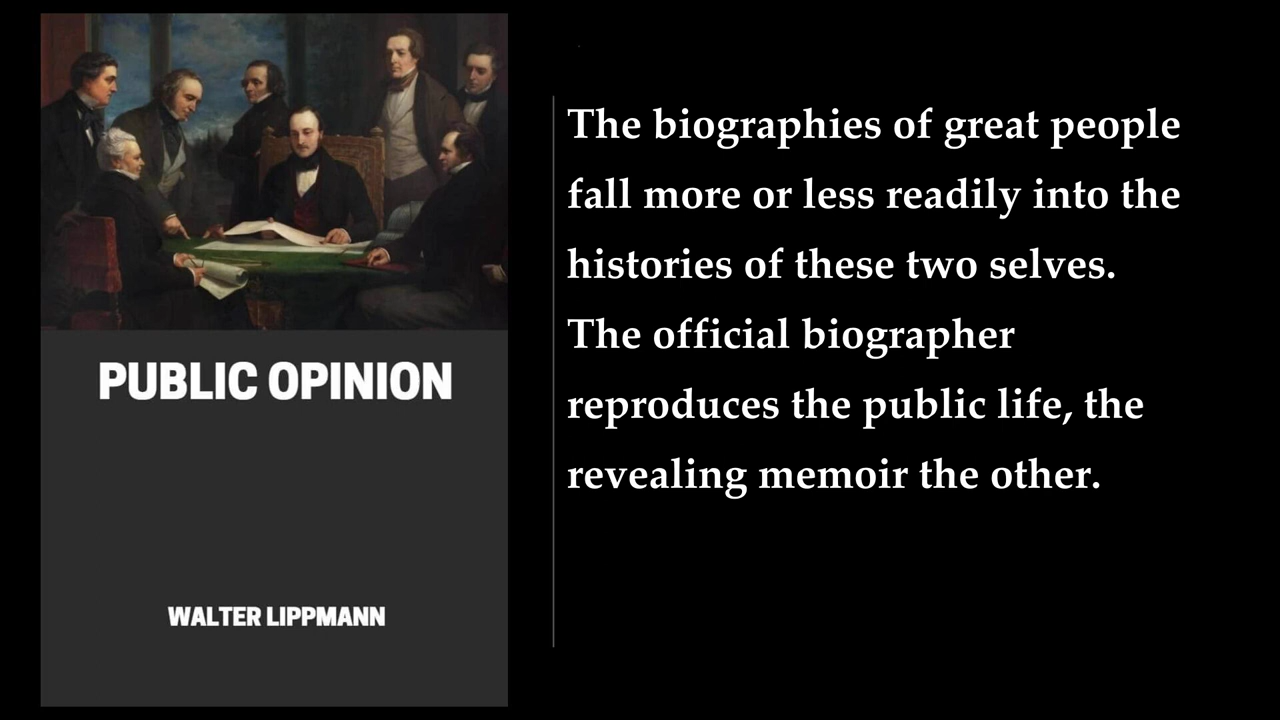 PUBLIC OPINION
WALTER LIPPMANN
The biographies of great people
fall more or less readily into the
histories of these two selves.
The official biographer
reproduces the public life, the
revealing memoir the other.